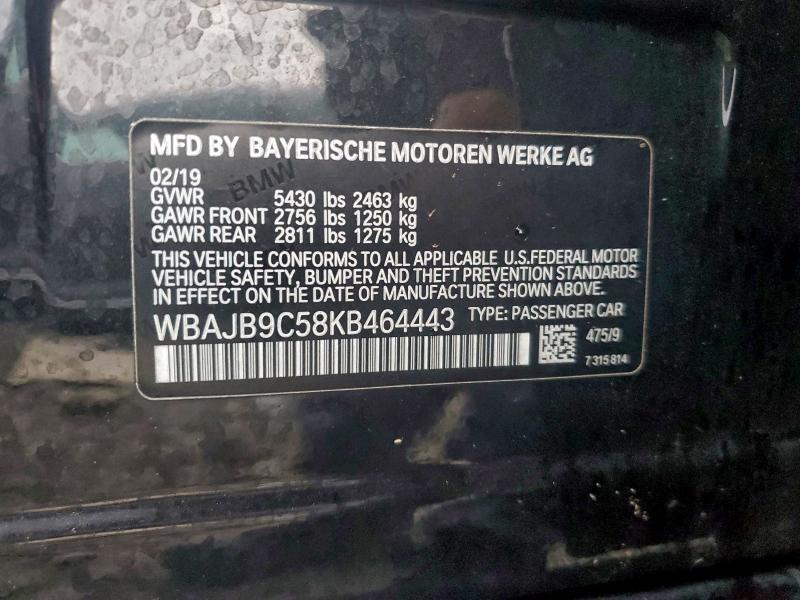 MFD BY BAYERISCHE MOTOREN WERKE AG
BMW
02/19
GVWR 5430 lbs 2463 kg
GAWR FRONT 2756 lbs 1250 kg
GAWR REAR 2811 lbs 1275 kg
THIS VEHICLE CONFORMS TO ALL APPLICABLE U.S.FEDERAL MOTOR
VEHICLE SAFETY, BUMPER AND THEFT PREVENTION STANDARDS
IN EFFECT ON THE DATE OF MANUFACTURE SHOWN ABOVE.
WBAJB9C58KB464443 TYPE: PASSENGER CAR
475/9
7315814